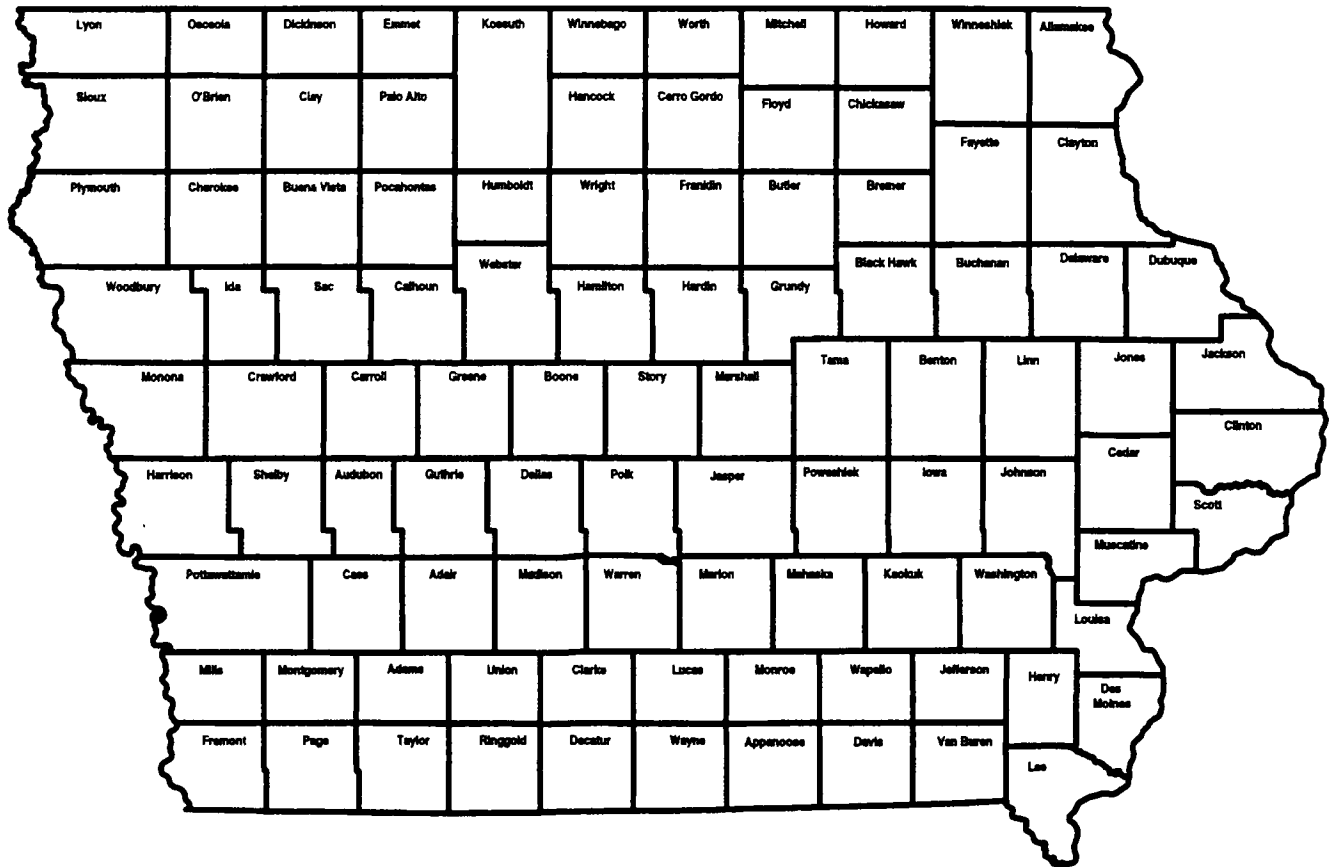 Lyon
Osceola
Dickinson
Emmet
Kossuth
Winnebago
Worth
Mitchell
Howard
Winneshiek
Allamakee
Sioux
O'Brien
Clay
Palo Alto
Hancock
Cerro Gordo
Floyd
Chickasaw
Fayette
Clayton
Plymouth
Cherokee
Buena Vista
Pocahontas
Humboldt
Wright
Franklin
Butler
Bremer
Woodbury
Ida
Sac
Calhoun
Webster
Hamilton
Hardin
Grundy
Black Hawk
Buchanan
Delaware
Dubuque
Monona
Crawford
Carroll
Greene
Boone
Story
Marshall
Tama
Benton
Linn
Jones
Jackson
Clinton
Harrison
Shelby
Audubon
Guthrie
Dallas
Polk
Jasper
Poweshiek
Iowa
Johnson
Cedar
Scott
Muscatine
Pottawattamie
Cass
Adair
Madison
Warren
Marion
Mahaska
Keokuk
Washington
Louisa
Mills
Montgomery
Adams
Union
Clarke
Lucas
Monroe
Wapello
Jefferson
Henry
Des
Moines
Fremont
Page
Taylor
Ringgold
Decatur
Wayne
Appanoose
Davis
Van Buren
Lee